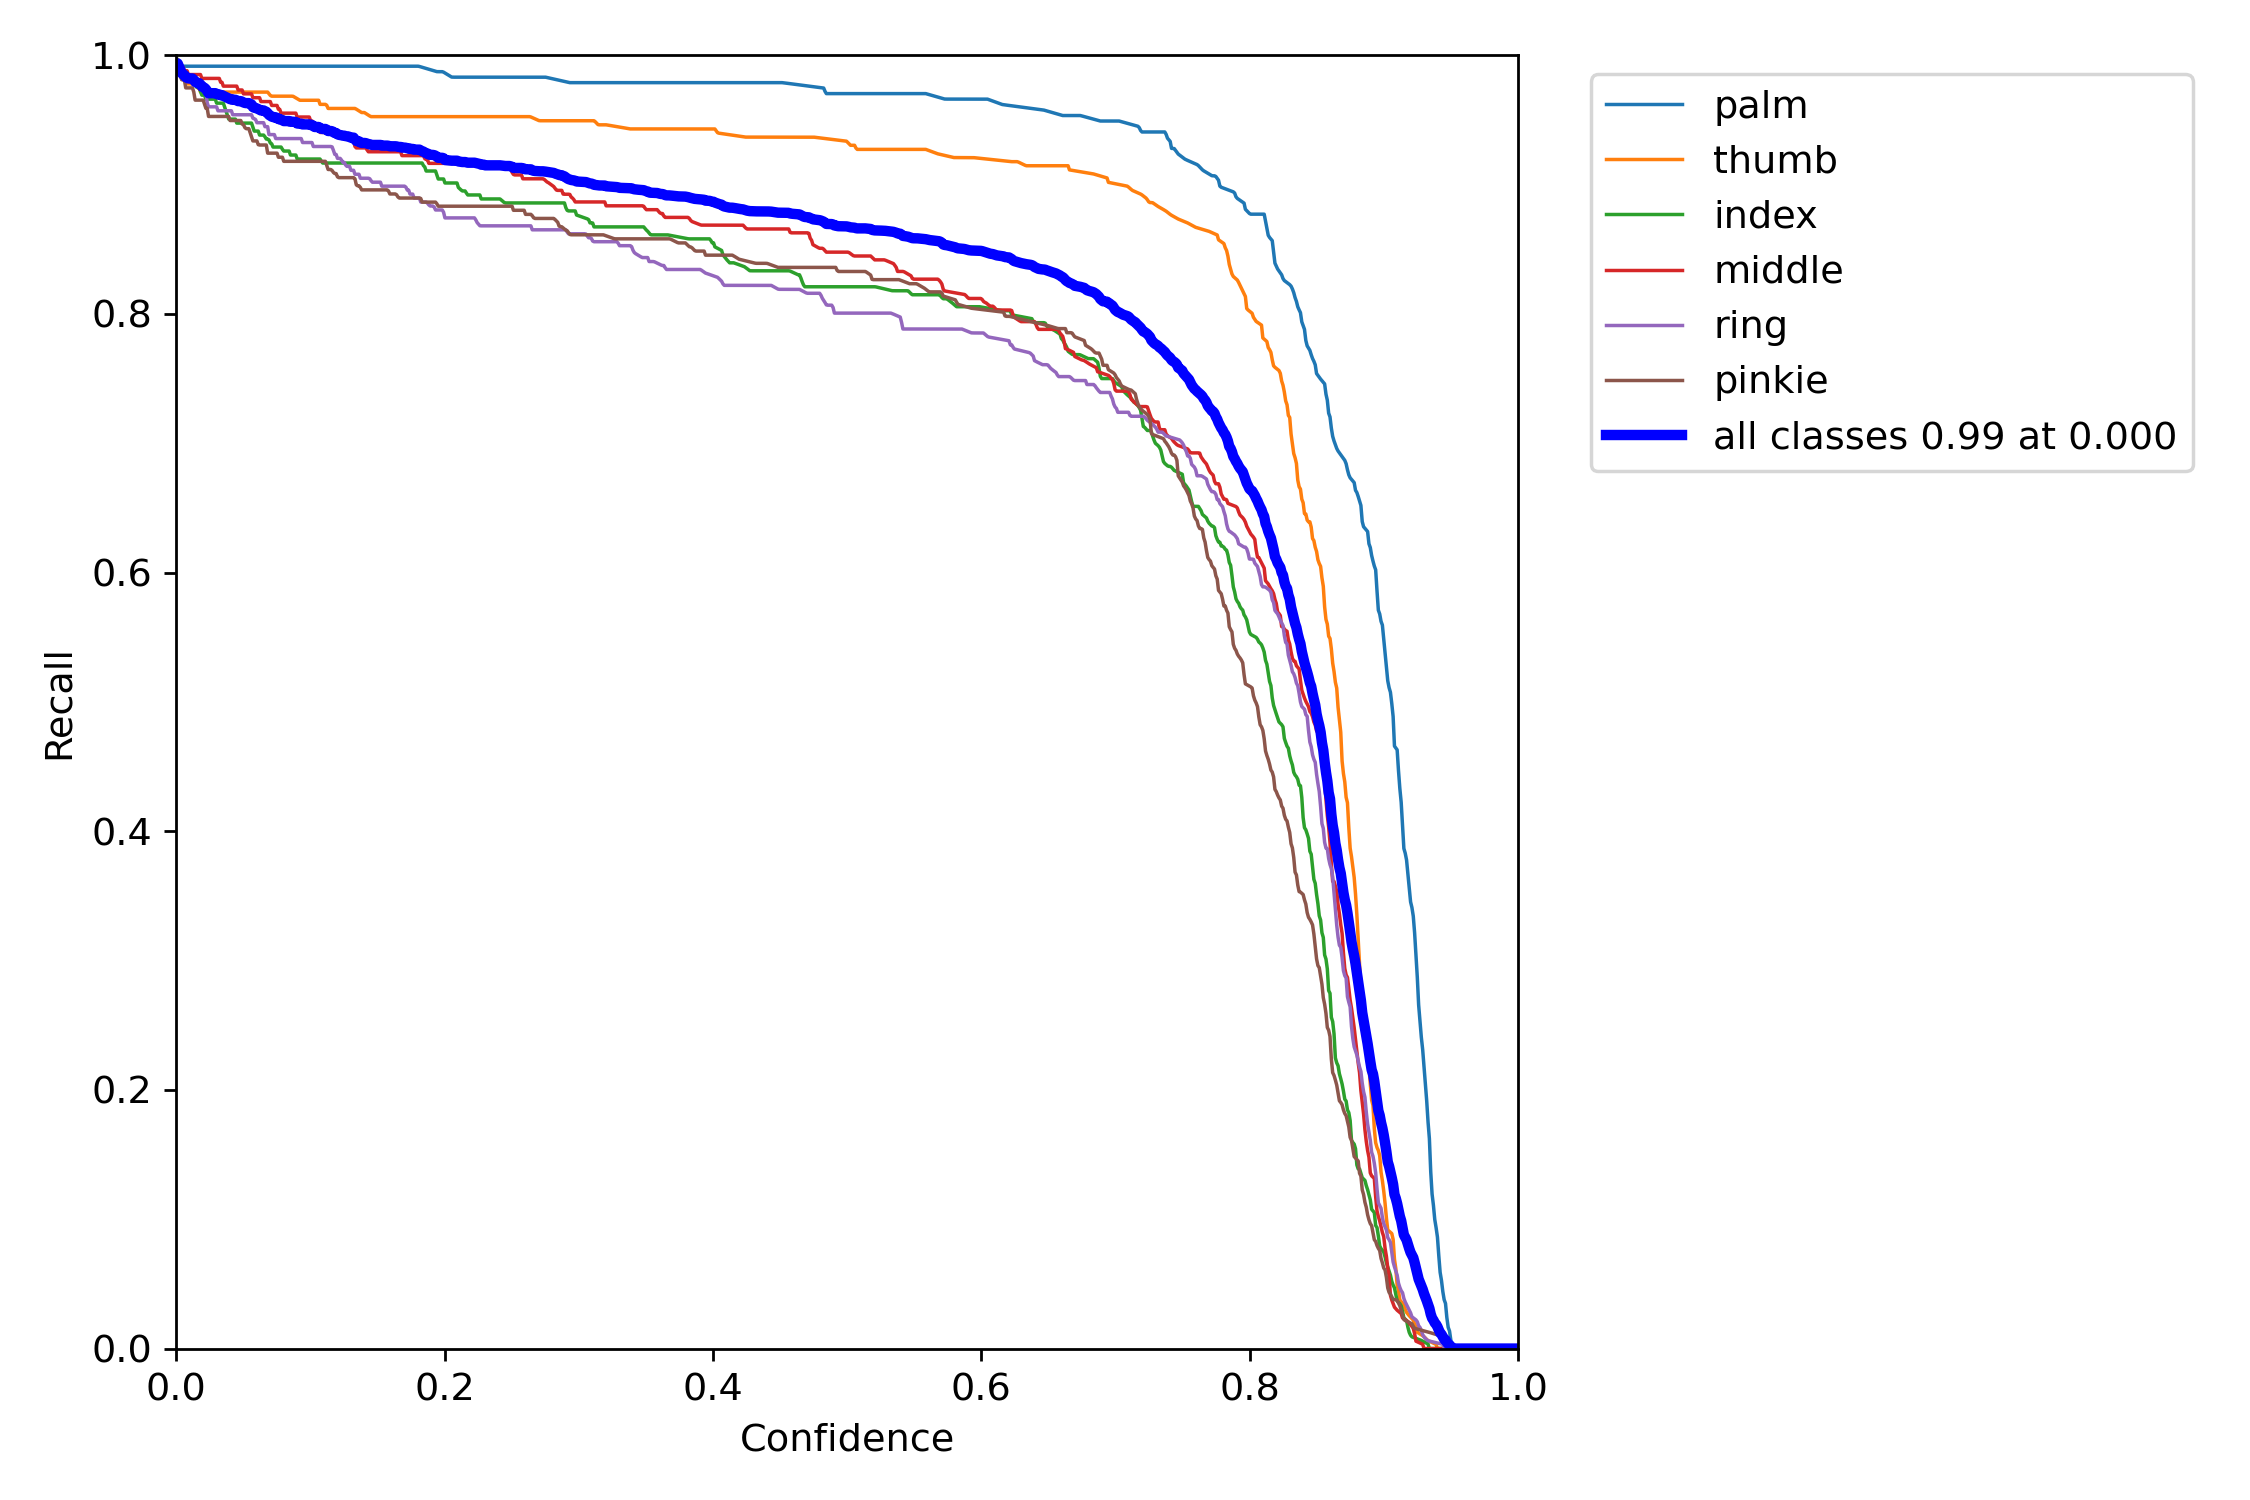 1.0
0.8
0.6
0.4
0.2
0.0
0.0 0.2 0.4 0.6 0.8 1.0
Recall
Confidence
palm
thumb
index
middle
ring
pinkie
all classes 0.99 at 0.000